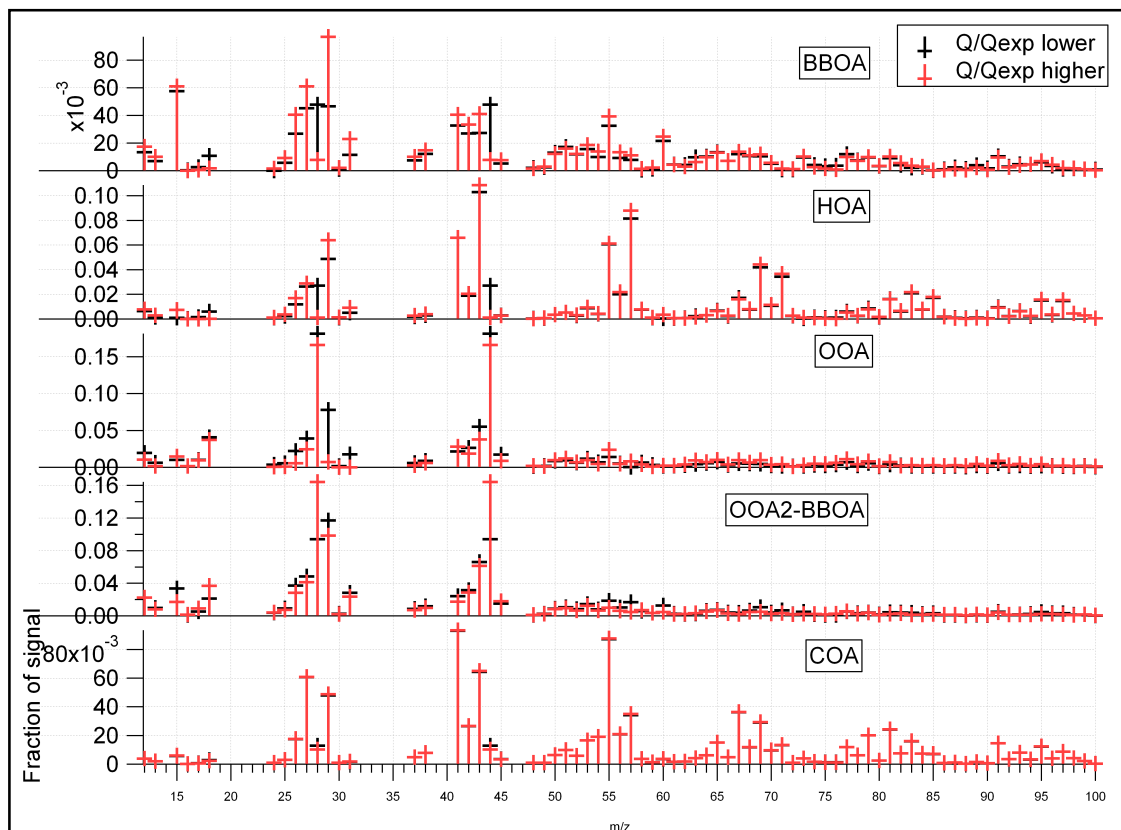 Q/Qexp lower
Q/Qexp higher
BBOA
x10⁻³
80
60
40
20
0
HOA
0.10
0.08
0.06
0.04
0.02
0.00
OOA
0.15
0.10
0.05
0.00
OOA2-BBOA
0.16
0.12
0.08
0.04
0.00
COA
80x10⁻³
60
40
20
0
Fraction of signal
15 20 25 30 35 40 45 50 55 60 65 70 75 80 85 90 95 100
m/z